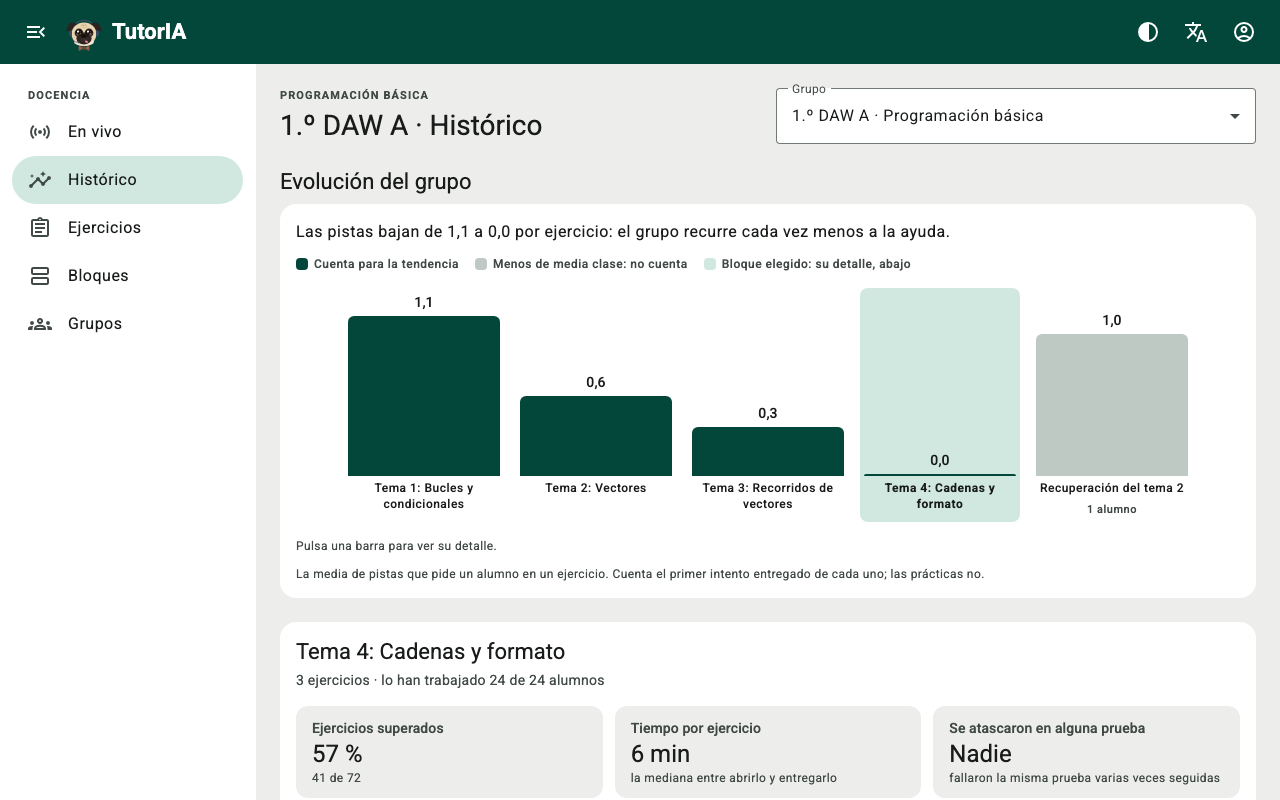 TutorIA
DOCENCIA
En vivo
Histórico
Ejercicios
Bloques
Grupos
PROGRAMACIÓN BÁSICA
1.º DAW A · Histórico
Grupo
1.º DAW A · Programación básica
Evolución del grupo
Las pistas bajan de 1,1 a 0,0 por ejercicio: el grupo recurre cada vez menos a la ayuda.
Cuenta para la tendencia
Menos de media clase: no cuenta
Bloque elegido: su detalle, abajo
1,1
0,6
0,3
0,0
1,0
Tema 1: Bucles y
condicionales
Tema 2: Vectores
Tema 3: Recorridos de
vectores
Tema 4: Cadenas y
formato
Recuperación del tema 2
1 alumno
Pulsa una barra para ver su detalle.
La media de pistas que pide un alumno en un ejercicio. Cuenta el primer intento entregado de cada uno; las prácticas no.
Tema 4: Cadenas y formato
3 ejercicios · lo han trabajado 24 de 24 alumnos
Ejercicios superados
57 %
41 de 72
Tiempo por ejercicio
6 min
la mediana entre abrirlo y entregarlo
Se atascaron en alguna prueba
Nadie
fallaron la misma prueba varias veces seguidas